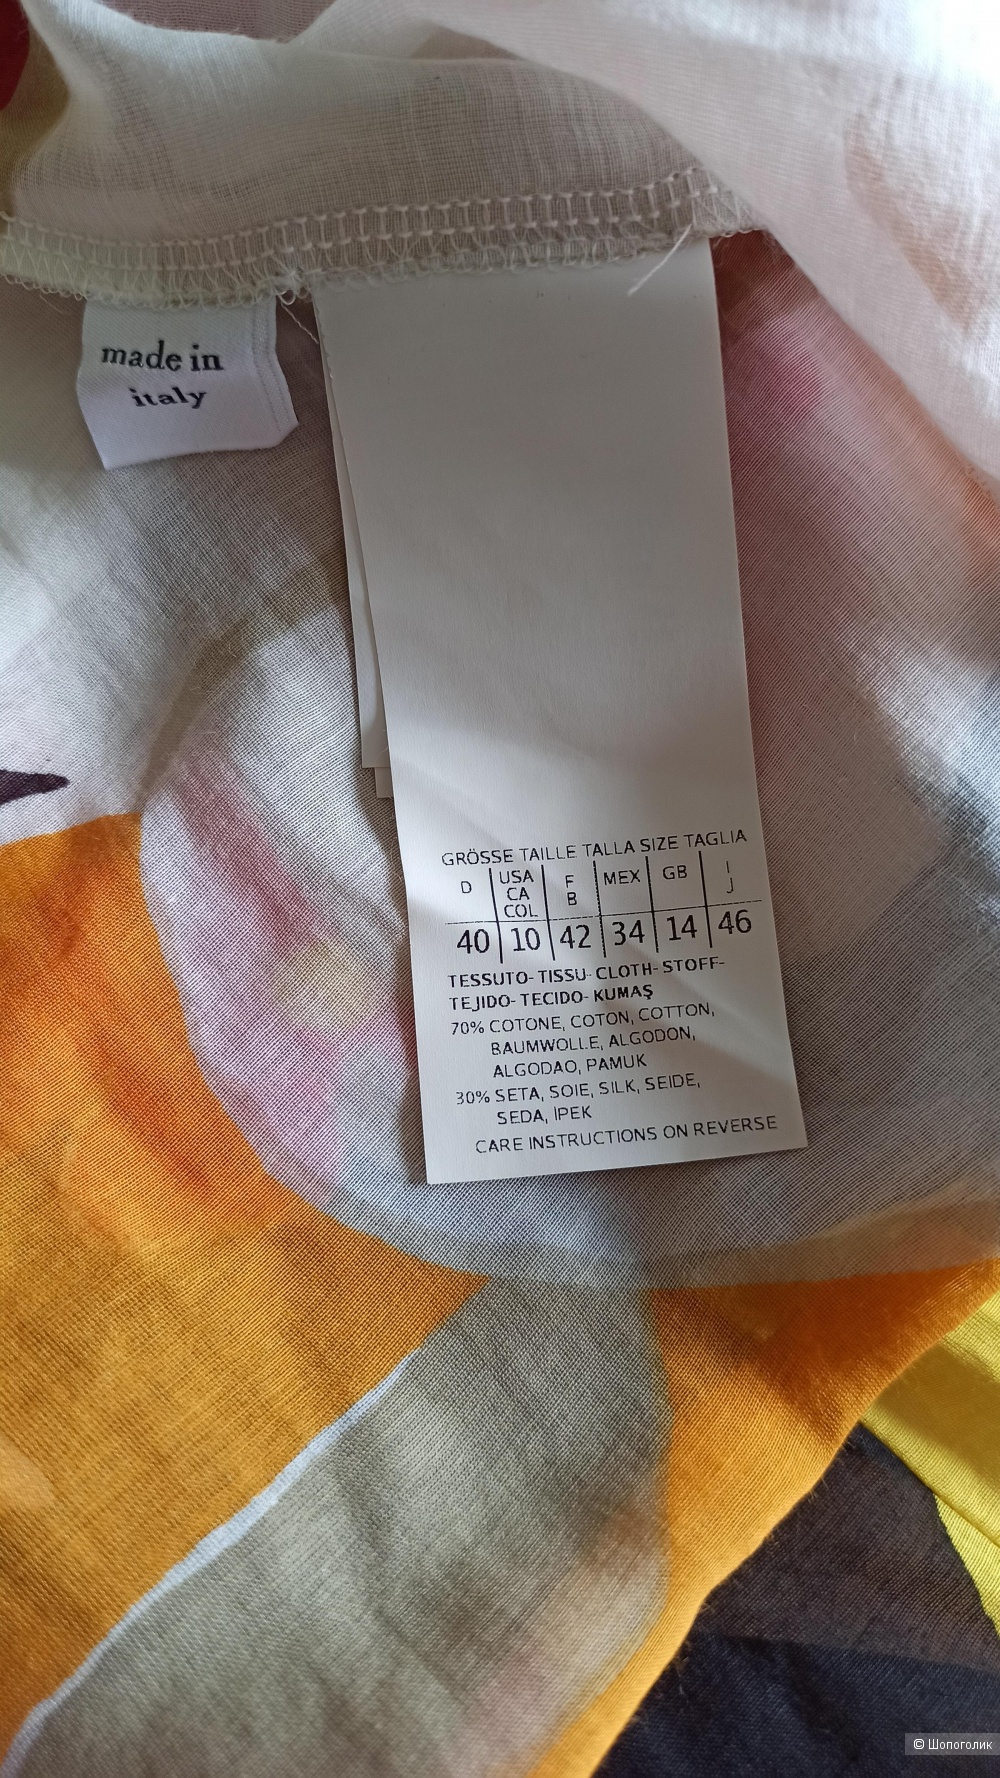 made in
italy
GRÖSSE TAILLE TALLA SIZE TAGLIA
D USA CA COL F B MEX GB I J
40 10 42 34 14 46
TESSUTO- TISSU- CLOTH- STOFF-
TEJIDO- TECIDO- KUMAŞ
70% COTONE, COTON, COTTON,
BAUMWOLLE, ALGODON,
ALGODAO, PAMUK
30% SETA, SOIE, SILK, SEIDE,
SEDA, İPEK
CARE INSTRUCTIONS ON REVERSE
© Шопоголик